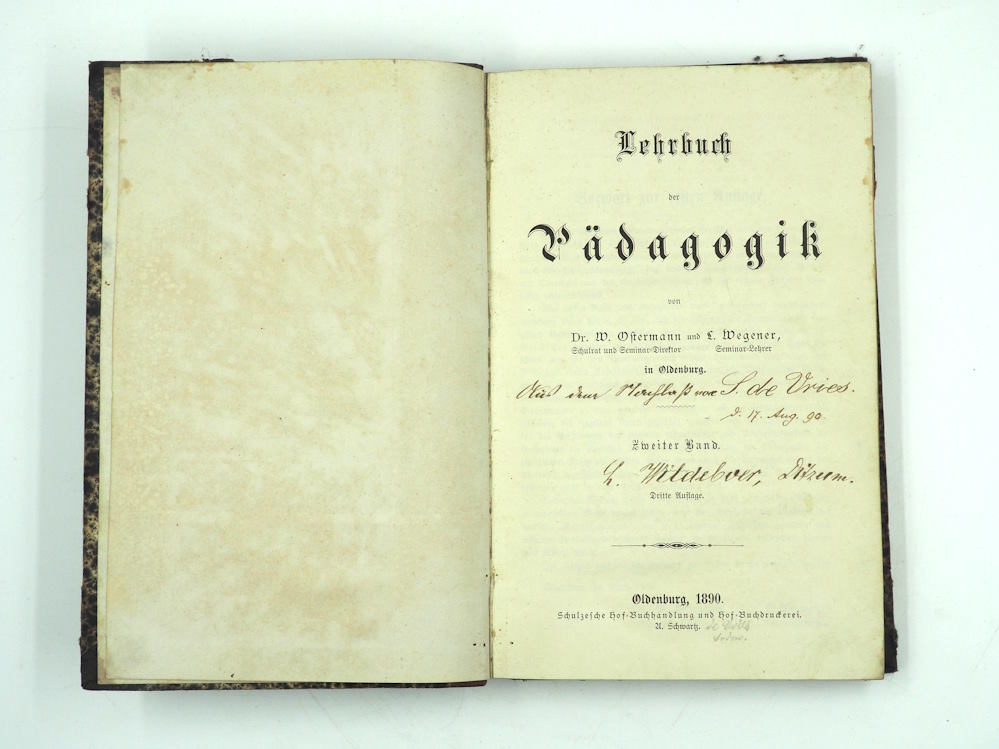 Lehrbuch
der
Pädagogik
von
Dr. W. Ostermann und L. Wegener,
Schulrat und Seminar-Direktor Seminar-Lehrer
in Oldenburg.
Aus dem Nachlaß von S. de Vries.
d. 17. Aug. 90.
Zweiter Band.
L. Wildeboer, Ditzum.
Dritte Auflage.
Oldenburg, 1890.
Schulzesche Hof-Buchhandlung und Hof-Buchdruckerei.
A. Schwartz.